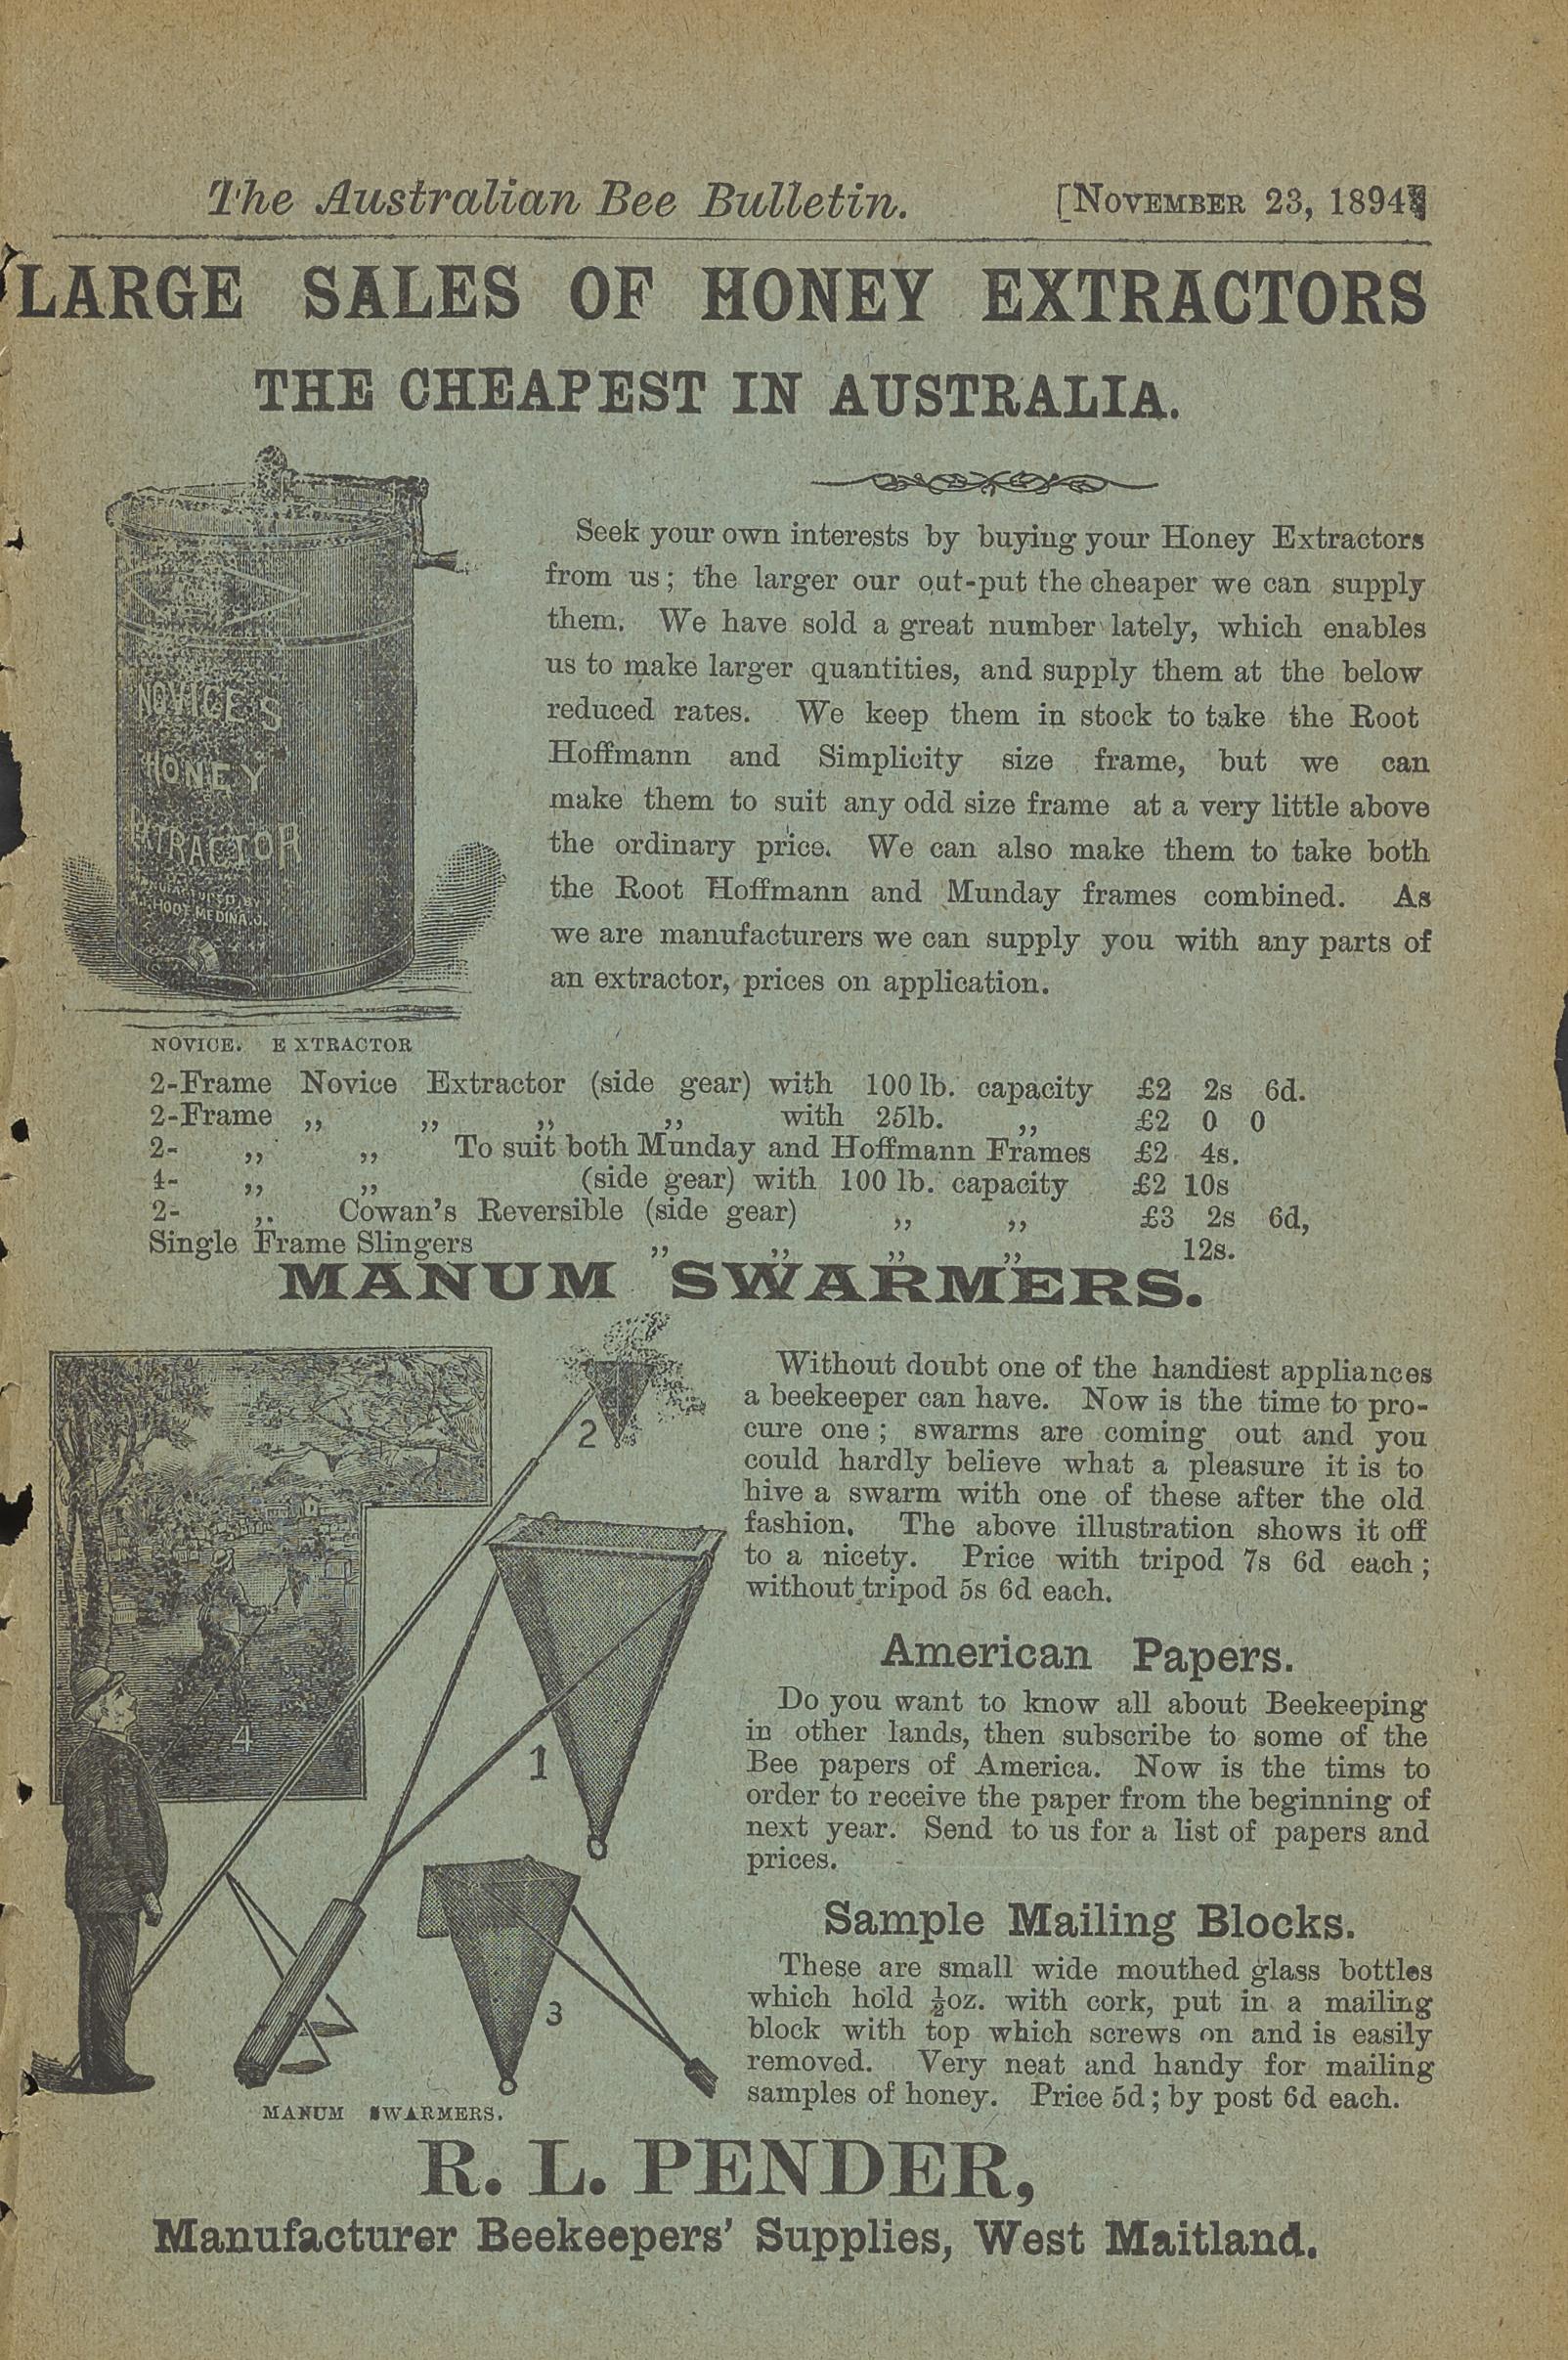 The Australian Bee Bulletin. [NOVEMBER 23, 1894
LARGE SALES OF HONEY EXTRACTORS
THE CHEAPEST IN AUSTRALIA.
NOVICE'S
HONEY
XTRACTOR
ROOT MEDINA.O.
Seek your own interests by buying your Honey Extractors
from us; the larger our out-put the cheaper we can supply
them. We have sold a great number lately, which enables
us to make larger quantities, and supply them at the below
reduced rates. We keep them in stock to take the Root
Hoffmann and Simplicity size frame, but we can
make them to suit any odd size frame at a very little above
the ordinary price. We can also make them to take both
the Root Hoffmann and Munday frames combined. As
we are manufacturers we can supply you with any parts of
an extractor, prices on application.
NOVICE. E XTRACTOR
2-Frame Novice Extractor (side gear) with 100 lb. capacity £2 2s 6d.
2-Frame ,, ,, ,, ,, with 25lb. ,, £2 0 0
2- ,, ,, To suit both Munday and Hoffmann Frames £2 4s.
4- ,, ,, (side gear) with 100 lb. capacity £2 10s
2- ,. Cowan's Reversible (side gear) ,, ,, £3 2s 6d,
Single Frame Slingers ,, ,, ,, ,, 12s.
MANUM SWARMERS.
2
1
4
3
MANUM SWARMERS.
Without doubt one of the handiest appliances
a beekeeper can have. Now is the time to pro-
cure one; swarms are coming out and you
could hardly believe what a pleasure it is to
hive a swarm with one of these after the old
fashion. The above illustration shows it off
to a nicety. Price with tripod 7s 6d each;
without tripod 5s 6d each.
American Papers.
Do you want to know all about Beekeeping
in other lands, then subscribe to some of the
Bee papers of America. Now is the tims to
order to receive the paper from the beginning of
next year. Send to us for a list of papers and
prices.
Sample Mailing Blocks.
These are small wide mouthed glass bottles
which hold ½oz. with cork, put in a mailing
block with top which screws on and is easily
removed. Very neat and handy for mailing
samples of honey. Price 5d; by post 6d each.
R. L. PENDER,
Manufacturer Beekeepers' Supplies, West Maitland.